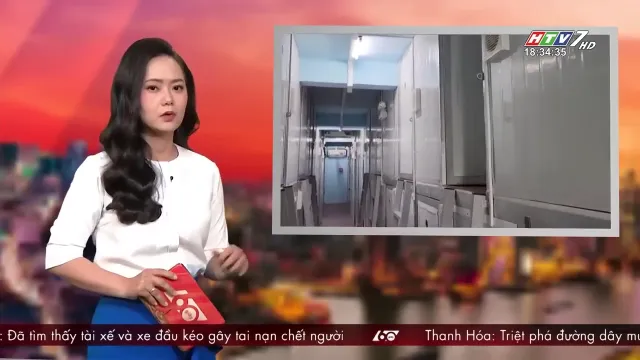 HTV7 HD
18:34:35
60
: Đã tìm thấy tài xế và xe đầu kéo gây tai nạn chết người 60 Thanh Hóa: Triệt phá đường dây m